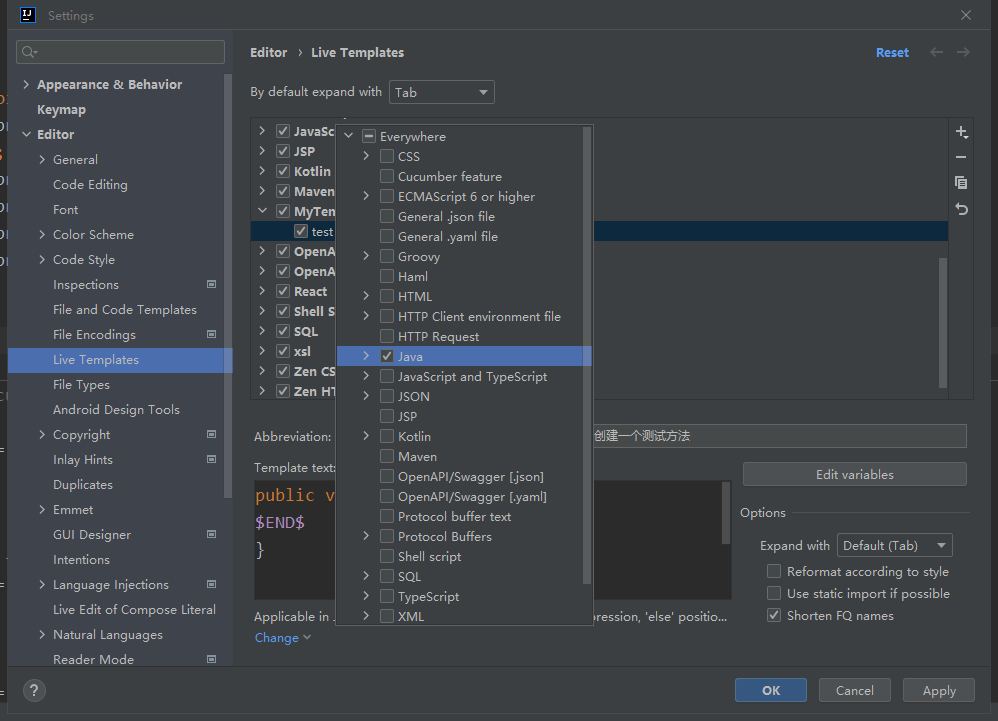 Settings
Appearance & Behavior
Keymap
Editor
General
Code Editing
Font
Color Scheme
Code Style
Inspections
File and Code Templates
File Encodings
Live Templates
File Types
Android Design Tools
Copyright
Inlay Hints
Duplicates
Emmet
GUI Designer
Intentions
Language Injections
Live Edit of Compose Literal
Natural Languages
Reader Mode
Editor › Live Templates
Reset
By default expand with Tab
JavaSc
JSP
Kotlin
Maven
MyTem
test
OpenA
OpenA
React
Shell S
SQL
xsl
Zen CS
Zen HT
Everywhere
CSS
Cucumber feature
ECMAScript 6 or higher
General .json file
General .yaml file
Groovy
Haml
HTML
HTTP Client environment file
HTTP Request
Java
JavaScript and TypeScript
JSON
JSP
Kotlin
Maven
OpenAPI/Swagger [.json]
OpenAPI/Swagger [.yaml]
Protocol buffer text
Protocol Buffers
Shell script
SQL
TypeScript
XML
Abbreviation:
创建一个测试方法
Template text:
public v
$END$
}
Edit variables
Options
Expand with Default (Tab)
Reformat according to style
Use static import if possible
Shorten FQ names
Applicable in
pression, 'else' positio...
Change
?
OK
Cancel
Apply